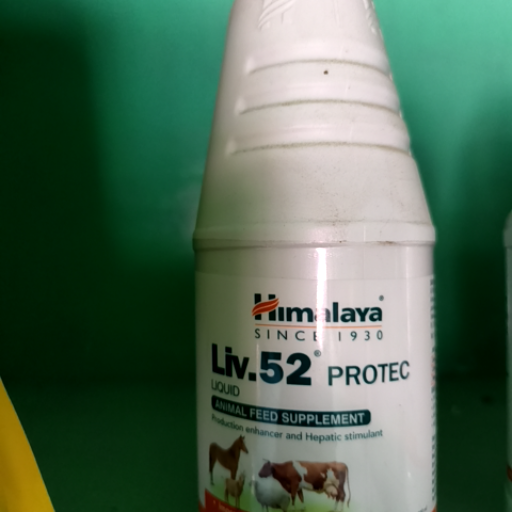 Himalaya®
SINCE 1930
Liv.52® PROTEC
LIQUID
ANIMAL FEED SUPPLEMENT
Production enhancer and Hepatic stimulant